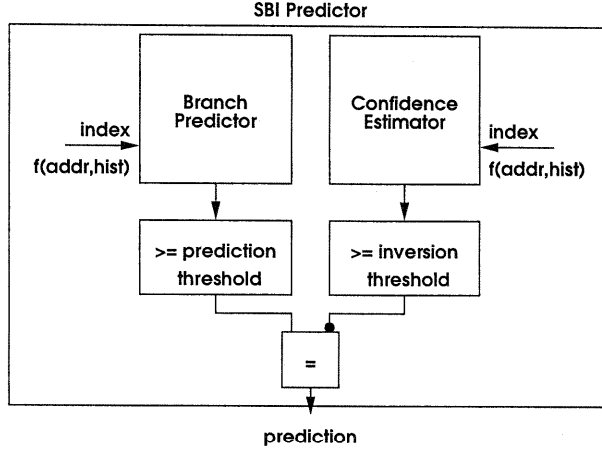 SBI Predictor
Branch
Predictor
Confidence
Estimator
index
f(addr,hist)
index
f(addr,hist)
>= prediction
threshold
>= inversion
threshold
=
prediction